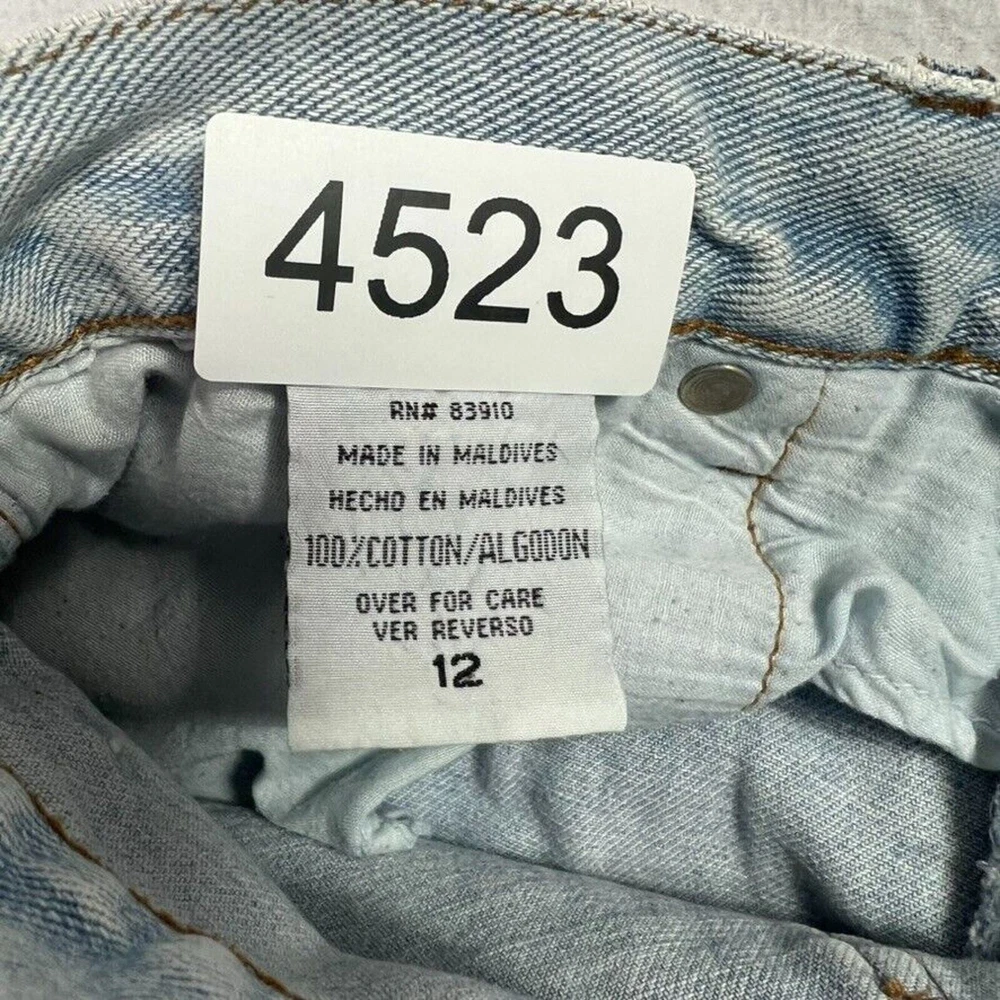 4523
RN# 83910
MADE IN MALDIVES
HECHO EN MALDIVES
100%COTTON/ALGODON
OVER FOR CARE
VER REVERSO
12